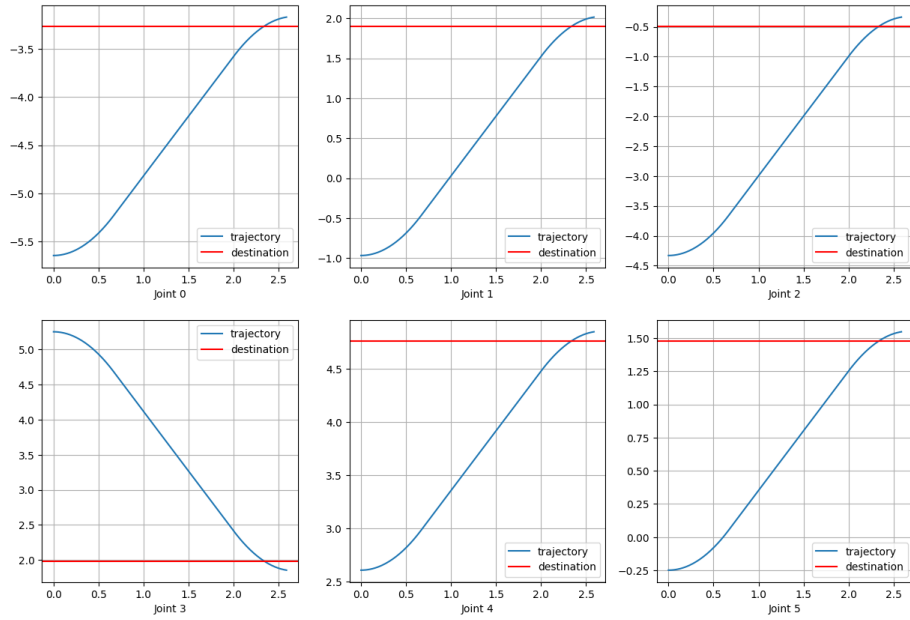 −3.5
−4.0
−4.5
−5.0
−5.5
0.0 0.5 1.0 1.5 2.0 2.5
Joint 0
trajectory
destination
2.0
1.5
1.0
0.5
0.0
−0.5
−1.0
0.0 0.5 1.0 1.5 2.0 2.5
Joint 1
trajectory
destination
−0.5
−1.0
−1.5
−2.0
−2.5
−3.0
−3.5
−4.0
−4.5
0.0 0.5 1.0 1.5 2.0 2.5
Joint 2
trajectory
destination
5.0
4.5
4.0
3.5
3.0
2.5
2.0
0.0 0.5 1.0 1.5 2.0 2.5
Joint 3
trajectory
destination
4.5
4.0
3.5
3.0
2.5
0.0 0.5 1.0 1.5 2.0 2.5
Joint 4
trajectory
destination
1.50
1.25
1.00
0.75
0.50
0.25
0.00
−0.25
0.0 0.5 1.0 1.5 2.0 2.5
Joint 5
trajectory
destination